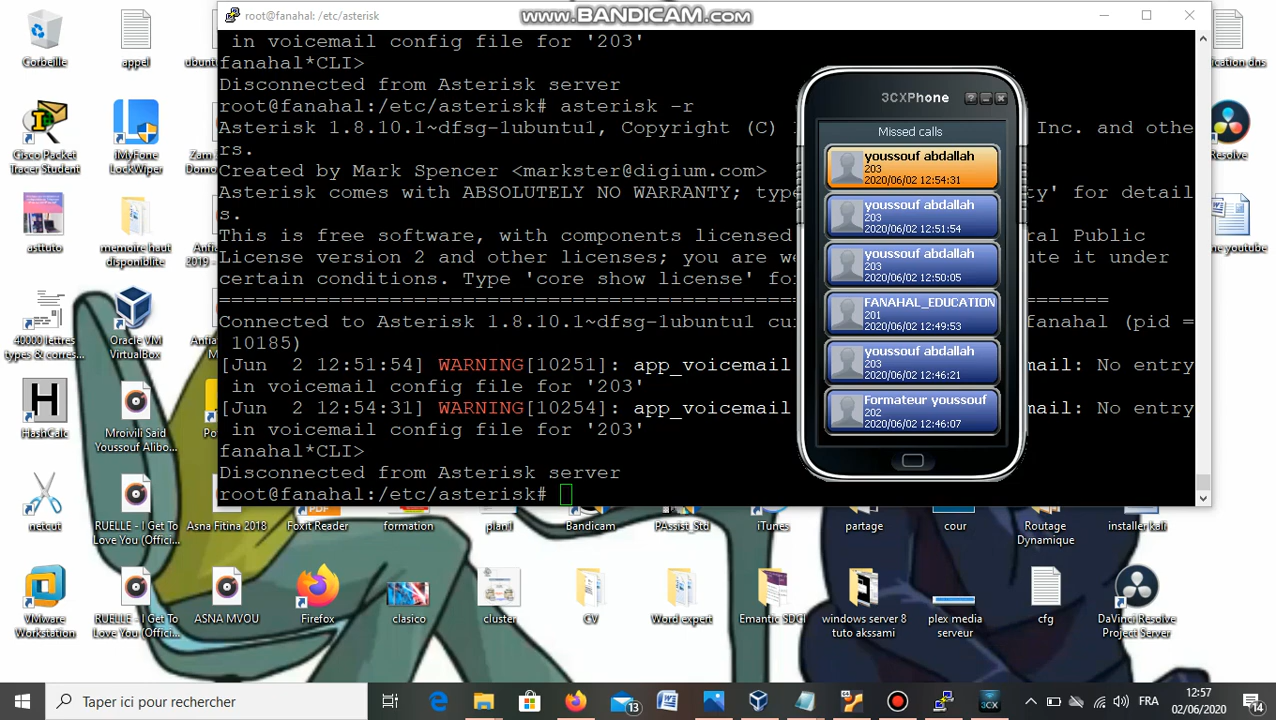 root@fanahal: /etc/asterisk
www.BANDICAM.com
in voicemail config file for '203'
fanahal*CLI>
Disconnected from Asterisk server
root@fanahal:/etc/asterisk# asterisk -r
Asterisk 1.8.10.1~dfsg-1ubuntu1, Copyright (C)
Inc. and othe
rs.
Created by Mark Spencer <markster@digium.com>
Asterisk comes with ABSOLUTELY NO WARRANTY; type
' for detail
s.
This is free software, with components licensed
Public
License version 2 and other licenses; you are
it under
certain conditions. Type 'core show license'
Connected to Asterisk 1.8.10.1~dfsg-1ubuntu1
fanahal (pid =
10185)
[Jun  2 12:51:54] WARNING[10251]: app_voicemail
mail: No entry
in voicemail config file for '203'
[Jun  2 12:54:31] WARNING[10254]: app_voicemail
mail: No entry
in voicemail config file for '203'
fanahal*CLI>
Disconnected from Asterisk server
root@fanahal:/etc/asterisk#
3CXPhone
Missed calls
youssouf abdallah
203
2020/06/02 12:54:31
youssouf abdallah
203
2020/06/02 12:51:54
youssouf abdallah
203
2020/06/02 12:50:05
FANAHAL_EDUCATION
201
2020/06/02 12:49:53
youssouf abdallah
203
2020/06/02 12:46:21
Formateur youssouf
202
2020/06/02 12:46:07
Corbeille
appel
Cisco Packet
Tracer Student
iMyFone
LockWiper
Resolve
asttuto
memoire haut
disponiblite
2019
youtube
40000 lettres
types & corres...
Oracle VM
VirtualBox
HashCalc
Mroivili Said
Youssouf Alibo...
netcut
RUELLE - I Get To
Love You (Offici...
Asna Fitina 2018
Foxit Reader
formation
Bandicam
PAssist_Std
iTunes
partage
cour
Routage
Dynamique
installer kali
VMware
Workstation
RUELLE - I Get To
Love You (Offici...
ASNA MVOU
Firefox
clasico
cluster
CV
Word expert
Emantic SDCI
windows server 8
tuto akssami
plex media
serveur
cfg
DaVinci Resolve
Project Server
Taper ici pour rechercher
13
3CX
FRA
12:57
02/06/2020
14